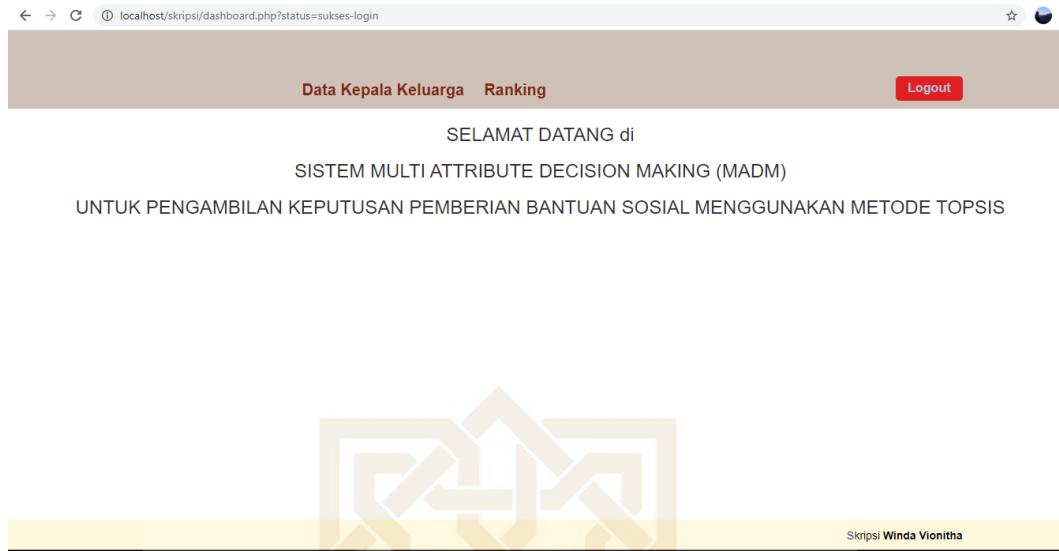 localhost/skripsi/dashboard.php?status=sukses-login
Data Kepala Keluarga Ranking Logout
SELAMAT DATANG di
SISTEM MULTI ATTRIBUTE DECISION MAKING (MADM)
UNTUK PENGAMBILAN KEPUTUSAN PEMBERIAN BANTUAN SOSIAL MENGGUNAKAN METODE TOPSIS
Skripsi Winda Vionitha